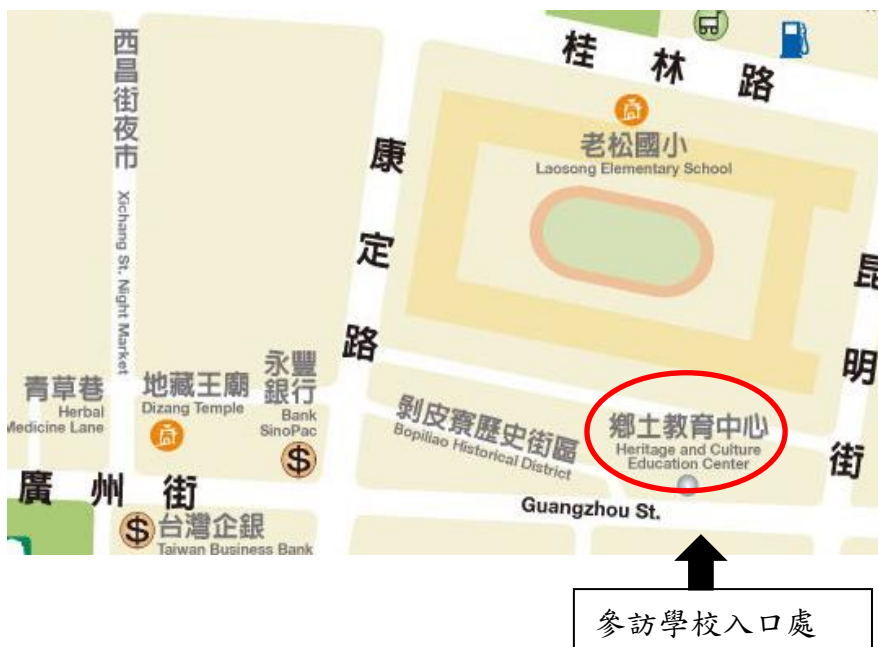 西昌街夜市
Xichang St. Night Market
桂林路
老松國小
Laosong Elementary School
康定路
昆明街
青草巷
Herbal
Medicine Lane
地藏王廟
Dizang Temple
永豐
銀行
Bank
SinoPac
剝皮寮歷史街區
Bopiliao Historical District
鄉土教育中心
Heritage and Culture
Education Center
廣州街
Guangzhou St.
台灣企銀
Taiwan Business Bank
參訪學校入口處